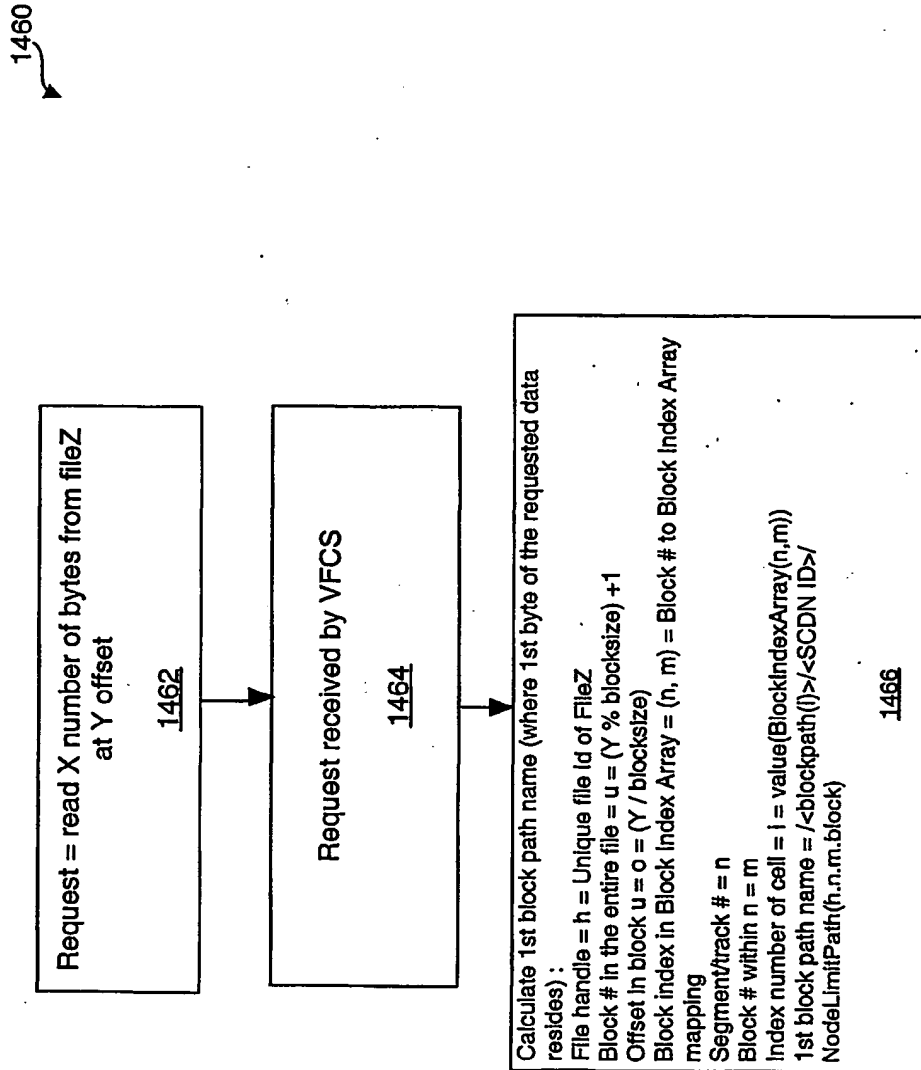 1460
Request = read X number of bytes from fileZ
at Y offset
1462
Request received by VFCS
1464
Calculate 1st block path name (where 1st byte of the requested data
resides) :
File handle = h = Unique file id of FileZ
Block # in the entire file = u = (Y % blocksize) +1
Offset in block u = o = (Y / blocksize)
Block index in Block Index Array = (n, m) = Block # to Block Index Array
mapping
Segment/track # = n
Block # within n = m
Index number of cell = i = value(BlockIndexArray(n,m))
1st block path name = /<blockpath(i)>/<SCDN ID>/
NodeLimitPath(h.n.m.block)
1466